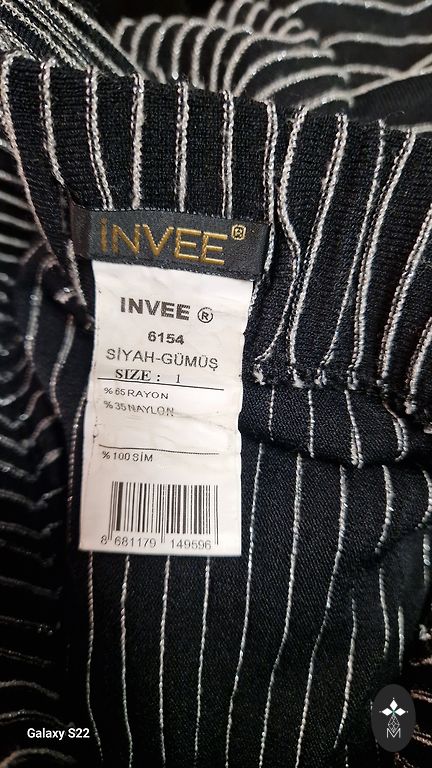 İNVEE®
INVEE ®
6154
SİYAH-GÜMÜŞ
SIZE : 1
%65 RAYON
%35 NAYLON
%100 SİM
8 681179 149596
Galaxy S22
M